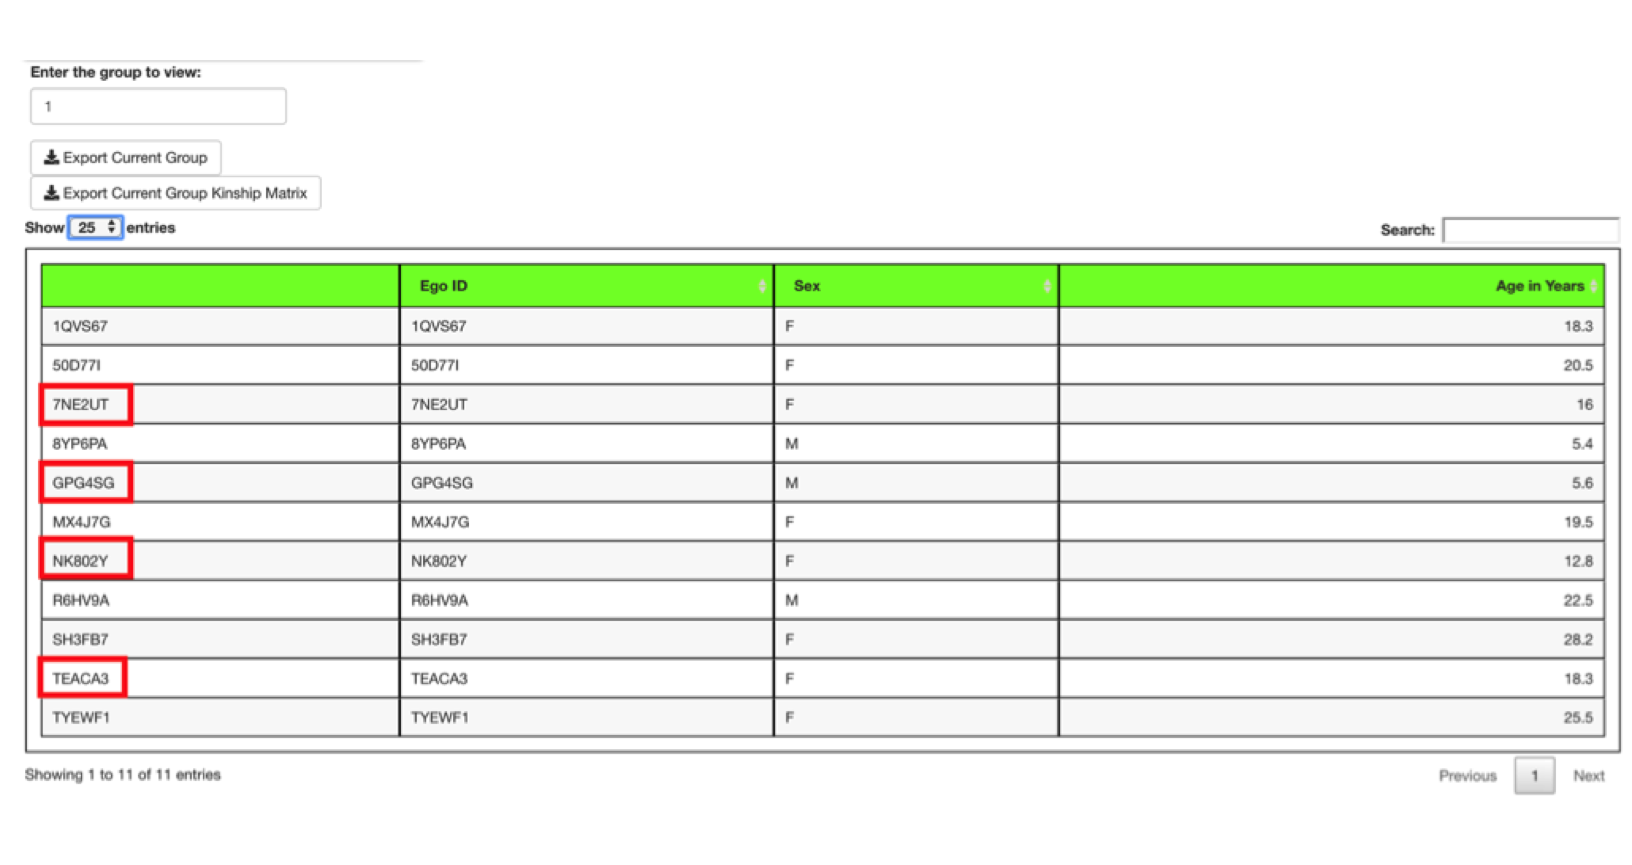 Enter the group to view:
1
Export Current Group
Export Current Group Kinship Matrix
Show 25 entries Search:
Ego ID Sex Age in Years
1QVS67 1QVS67 F 18.3
50D77I 50D77I F 20.5
7NE2UT 7NE2UT F 16
8YP6PA 8YP6PA M 5.4
GPG4SG GPG4SG M 5.6
MX4J7G MX4J7G F 19.5
NK802Y NK802Y F 12.8
R6HV9A R6HV9A M 22.5
SH3FB7 SH3FB7 F 28.2
TEACA3 TEACA3 F 18.3
TYEWF1 TYEWF1 F 25.5
Showing 1 to 11 of 11 entries Previous 1 Next